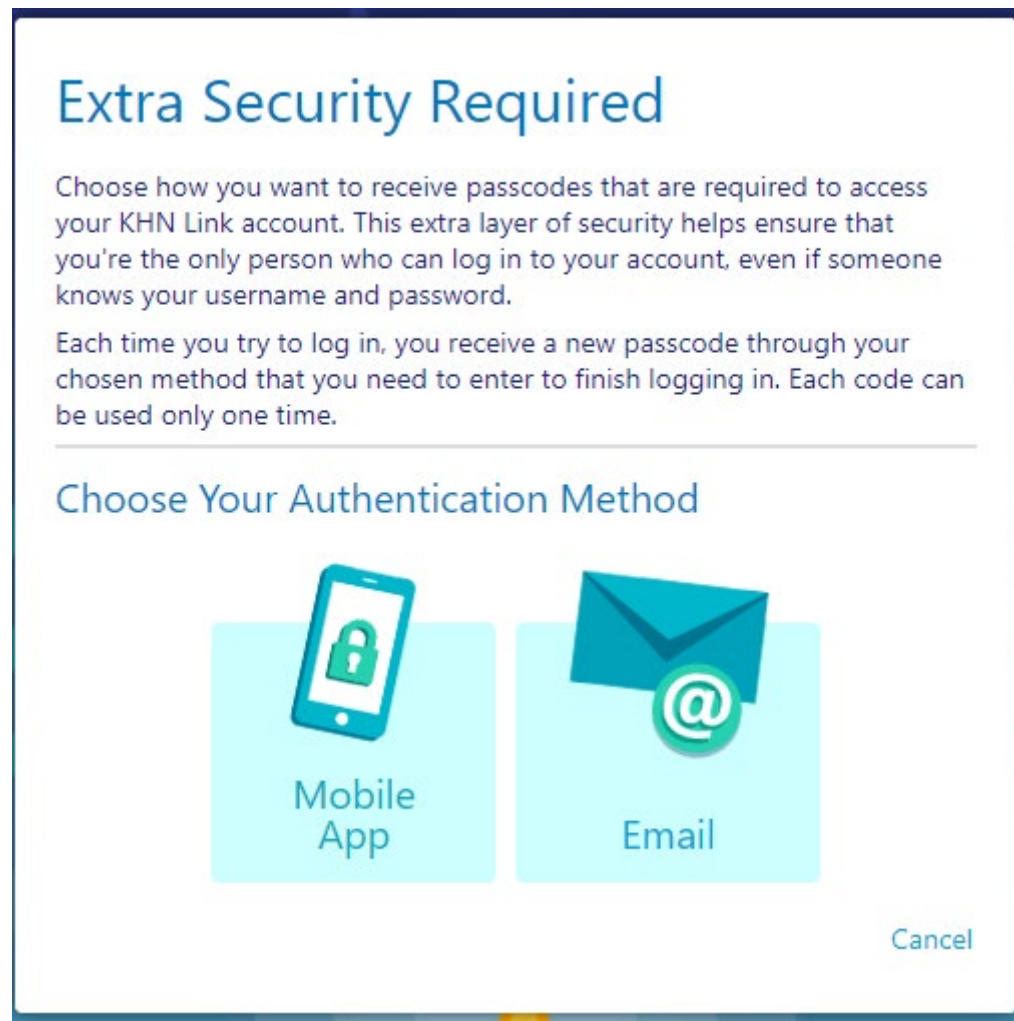 Extra Security Required
Choose how you want to receive passcodes that are required to access
your KHN Link account. This extra layer of security helps ensure that
you're the only person who can log in to your account, even if someone
knows your username and password.
Each time you try to log in, you receive a new passcode through your
chosen method that you need to enter to finish logging in. Each code can
be used only one time.
Choose Your Authentication Method
@
Mobile
App
Email
Cancel